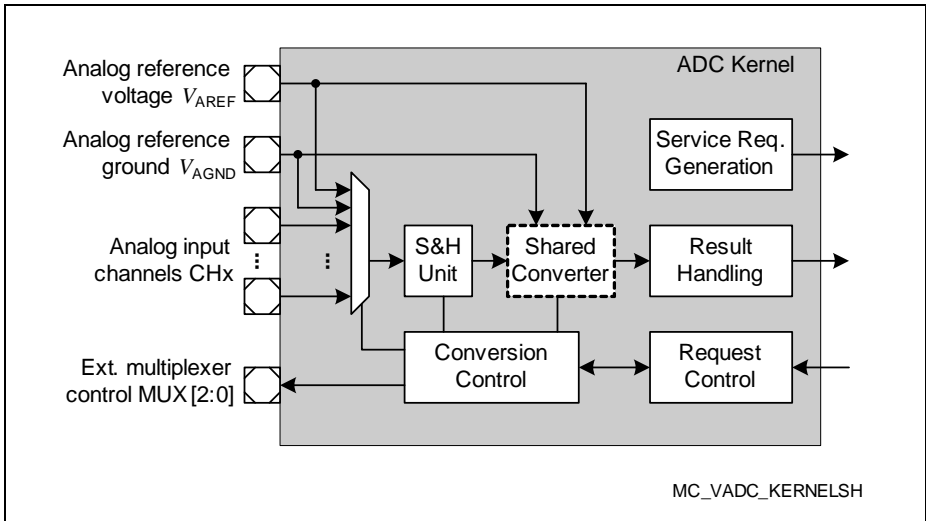 Analog reference
voltage VAREF
ADC Kernel
Analog reference
ground VAGND
Service Req.
Generation
Analog input
channels CHx
S&H
Unit
Shared
Converter
Result
Handling
Ext. multiplexer
control MUX [2:0]
Conversion
Control
Request
Control
MC_VADC_KERNELSH